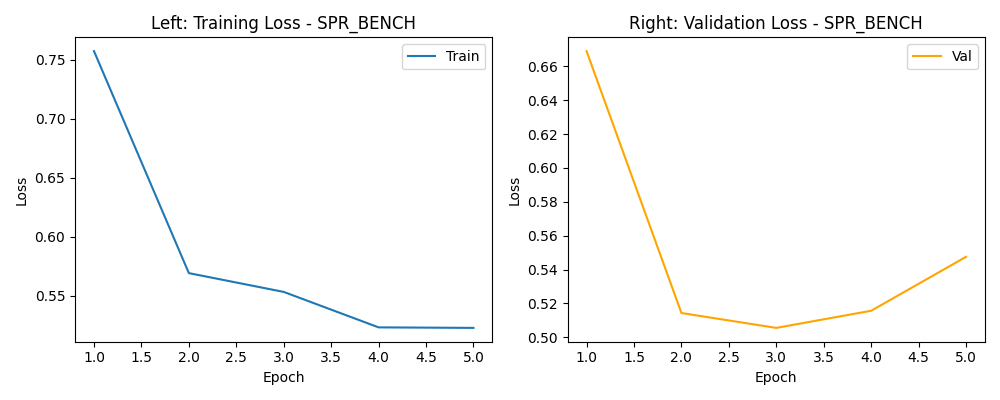 Left: Training Loss - SPR_BENCH
Train
0.75
0.70
0.65
0.60
0.55
Loss
1.0 1.5 2.0 2.5 3.0 3.5 4.0 4.5 5.0
Epoch
Right: Validation Loss - SPR_BENCH
Val
0.66
0.64
0.62
0.60
0.58
0.56
0.54
0.52
0.50
Loss
1.0 1.5 2.0 2.5 3.0 3.5 4.0 4.5 5.0
Epoch